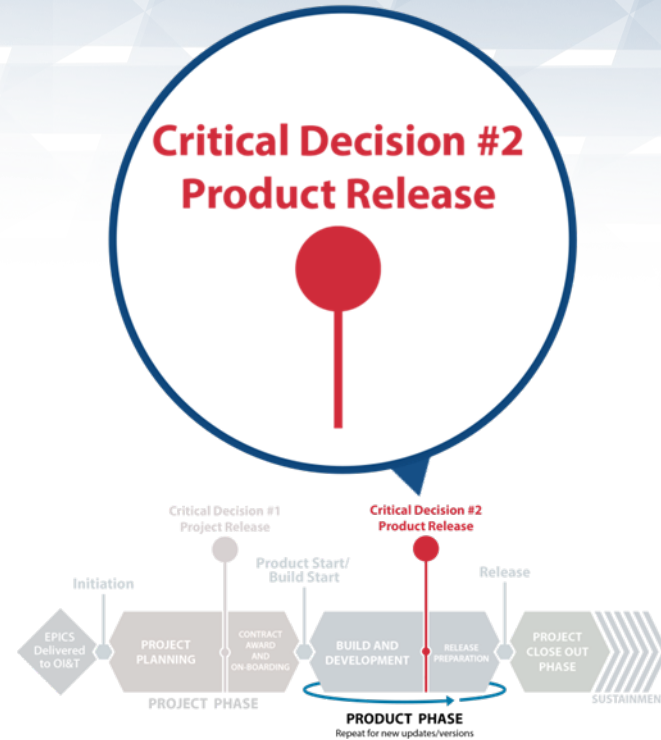 Critical Decision #2
Product Release
Critical Decision #1
Project Release
Critical Decision #2
Product Release
Initiation
Product Start/
Build Start
Release
EPICS
Delivered
to OI&T
PROJECT
PLANNING
CONTRACT
AWARD
AND
ON-BOARDING
BUILD AND
DEVELOPMENT
RELEASE
PREPARATION
PROJECT
CLOSE OUT
PHASE
PROJECT PHASE
SUSTAINMEN
PRODUCT PHASE
Repeat for new updates/versions